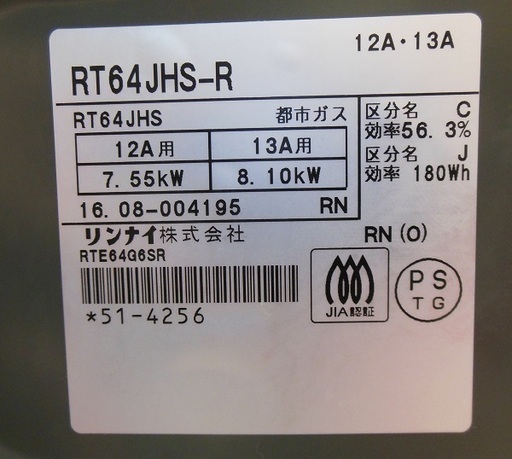 12A・13A
RT64JHS-R
RT64JHS 都市ガス
12A用 13A用
7.55kW 8.10kW
16.08-004195 RN
区分名 C
効率56.3%
区分名 J
効率 180Wh
リンナイ株式会社 RN(O)
RTE64G6SR
*51-4256
JIA認証
PS
TG